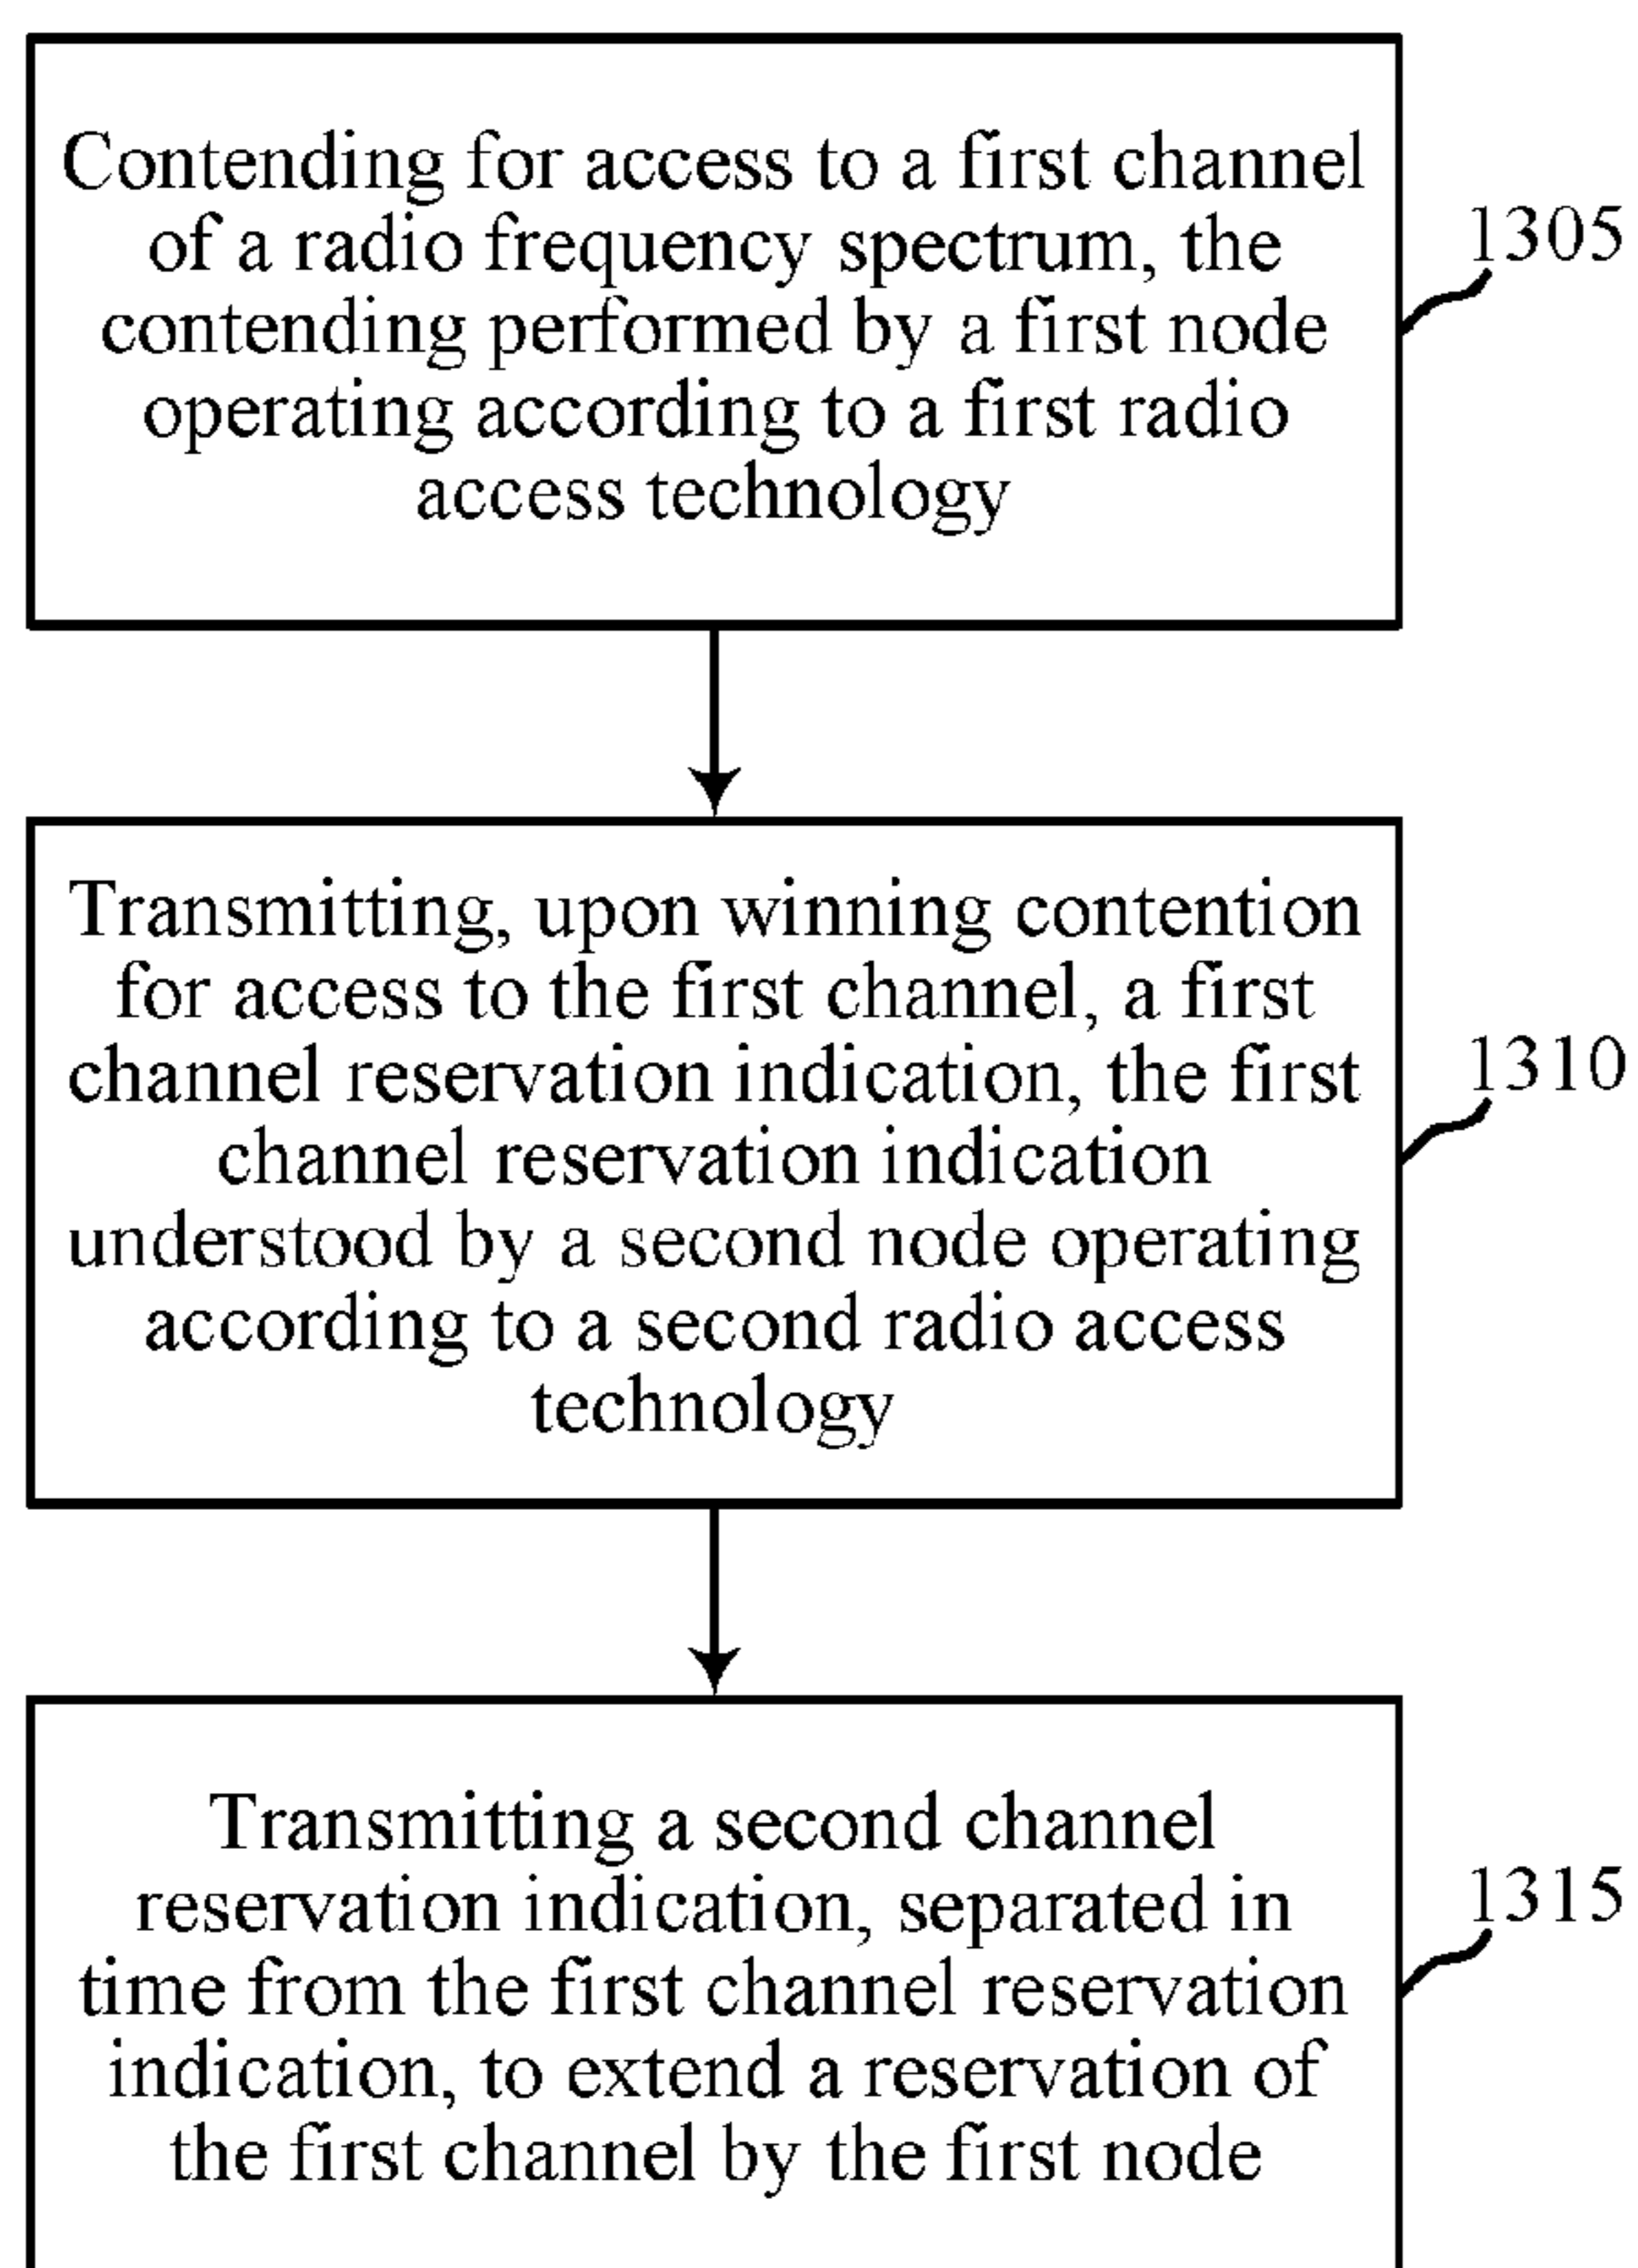 Contending for access to a first channel
of a radio frequency spectrum, the
contending performed by a first node
operating according to a first radio
access technology
1305
Transmitting, upon winning contention
for access to the first channel, a first
channel reservation indication, the first
channel reservation indication
understood by a second node operating
according to a second radio access
technology
1310
Transmitting a second channel
reservation indication, separated in
time from the first channel reservation
indication, to extend a reservation of
the first channel by the first node
1315